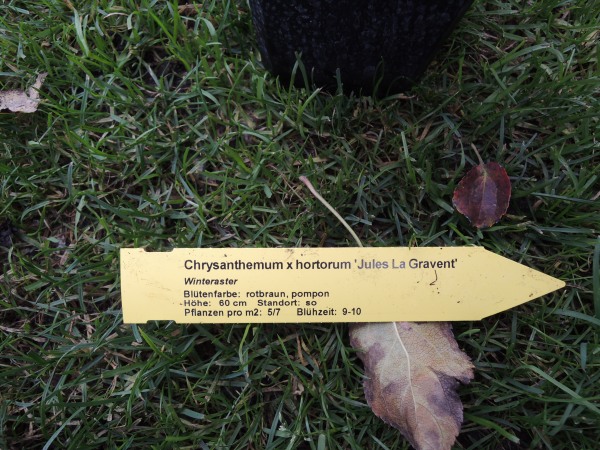 Chrysanthemum x hortorum 'Jules La Gravent'
Winteraster
Blütenfarbe: rotbraun, pompon
Höhe: 60 cm Standort: so
Pflanzen pro m2: 5/7 Blühzeit: 9-10